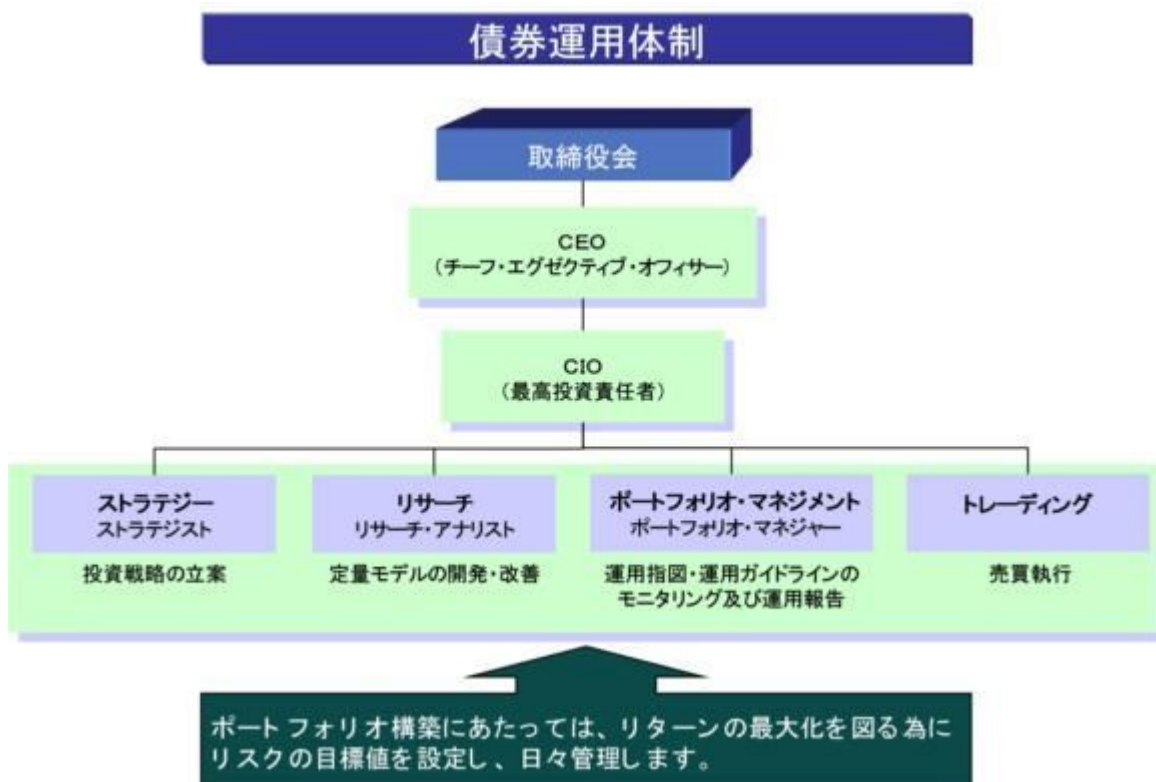 債券運用体制
取締役会
CEO
(チーフ・エグゼクティブ・オフィサー)
CIO
(最高投資責任者)
ストラテジー
ストラテジスト
投資戦略の立案
リサーチ
リサーチ・アナリスト
定量モデルの開発・改善
ポートフォリオ・マネジメント
ポートフォリオ・マネジャー
運用指図・運用ガイドラインの
モニタリング及び運用報告
トレーディング
売買執行
ポートフォリオ構築にあたっては、リターンの最大化を図る為に
リスクの目標値を設定し、日々管理します。